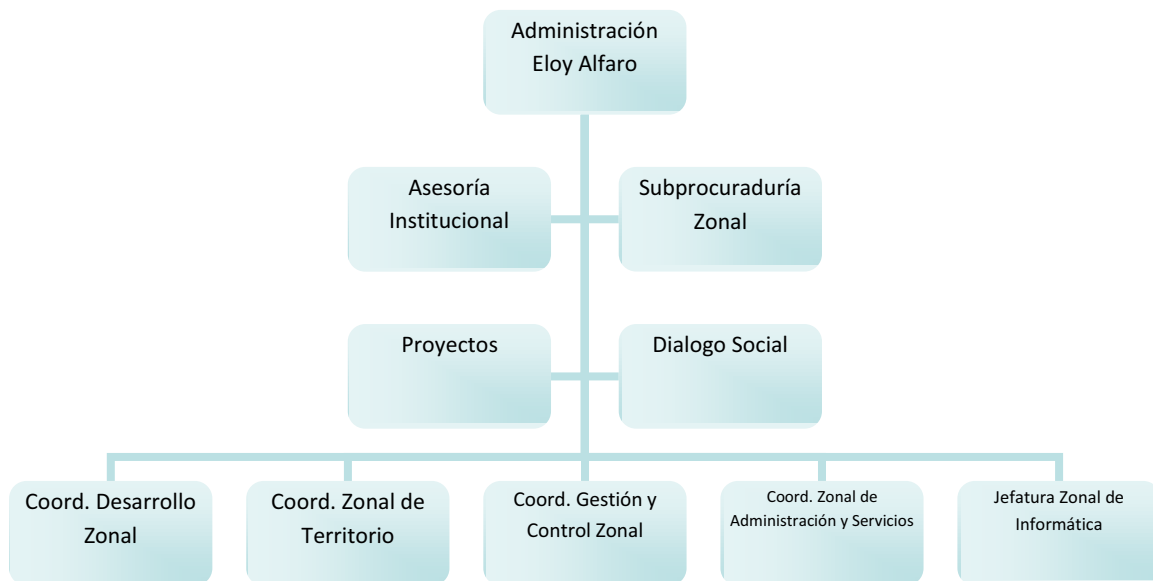 Administración
Eloy Alfaro
Asesoría
Institucional
Subprocuraduría
Zonal
Proyectos
Dialogo Social
Coord. Desarrollo
Zonal
Coord. Zonal de
Territorio
Coord. Gestión y
Control Zonal
Coord. Zonal de
Administración y Servicios
Jefatura Zonal de
Informática